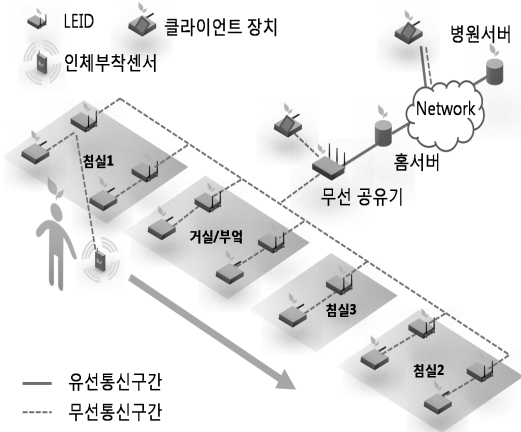 LEID
클라이언트 장치
인체부착센서
병원서버
Network
홈서버
무선 공유기
침실1
거실/부엌
침실3
침실2
유선통신구간
무선통신구간